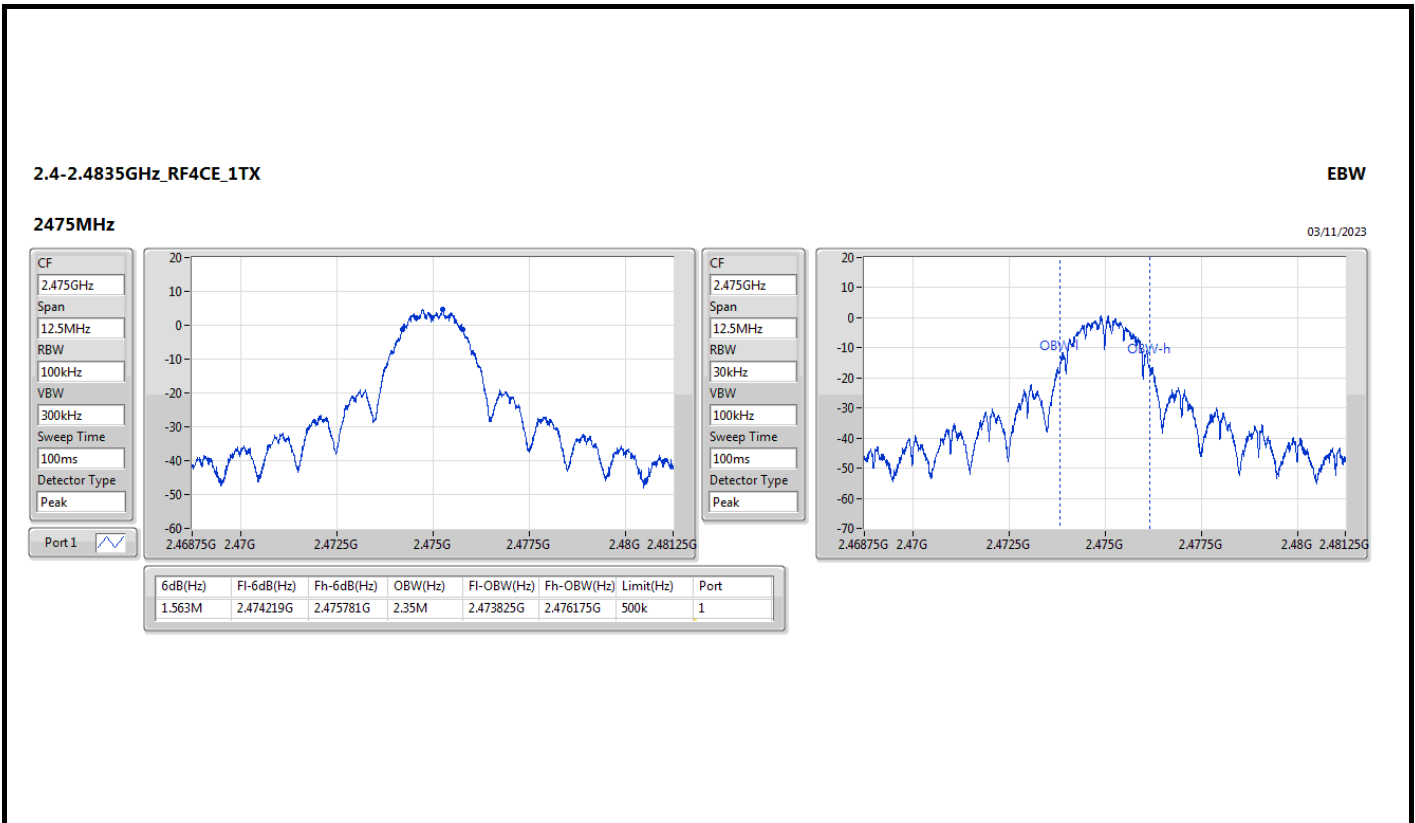 2.4-2.4835GHz_RF4CE_1TX
EBW
2475MHz
03/11/2023
CF
2.475GHz
Span
12.5MHz
RBW
100kHz
VBW
300kHz
Sweep Time
100ms
Detector Type
Peak
Port 1
20
10
0
-10
-20
-30
-40
-50
-60
2.46875G 2.47G 2.4725G 2.475G 2.4775G 2.48G 2.48125G
CF
2.475GHz
Span
12.5MHz
RBW
30kHz
VBW
100kHz
Sweep Time
100ms
Detector Type
Peak
20
10
0
-10
-20
-30
-40
-50
-60
-70
OBW-l
OBW-h
2.46875G 2.47G 2.4725G 2.475G 2.4775G 2.48G 2.48125G
6dB(Hz) Fl-6dB(Hz) Fh-6dB(Hz) OBW(Hz) Fl-OBW(Hz) Fh-OBW(Hz) Limit(Hz) Port
1.563M 2.474219G 2.475781G 2.35M 2.473825G 2.476175G 500k 1